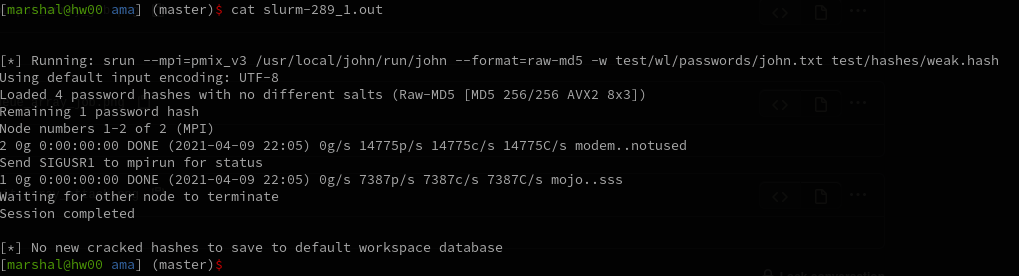 [marshal@hw00 ama] (master)$ cat slurm-289_1.out
[*] Running: srun --mpi=pmix_v3 /usr/local/john/run/john --format=raw-md5 -w test/wl/passwords/john.txt test/hashes/weak.hash
Using default input encoding: UTF-8
Loaded 4 password hashes with no different salts (Raw-MD5 [MD5 256/256 AVX2 8x3])
Remaining 1 password hash
Node numbers 1-2 of 2 (MPI)
2 0g 0:00:00:00 DONE (2021-04-09 22:05) 0g/s 14775p/s 14775c/s 14775C/s modem..notused
Send SIGUSR1 to mpirun for status
1 0g 0:00:00:00 DONE (2021-04-09 22:05) 0g/s 7387p/s 7387c/s 7387C/s mojo..sss
Waiting for other node to terminate
Session completed
[*] No new cracked hashes to save to default workspace database
[marshal@hw00 ama] (master)$